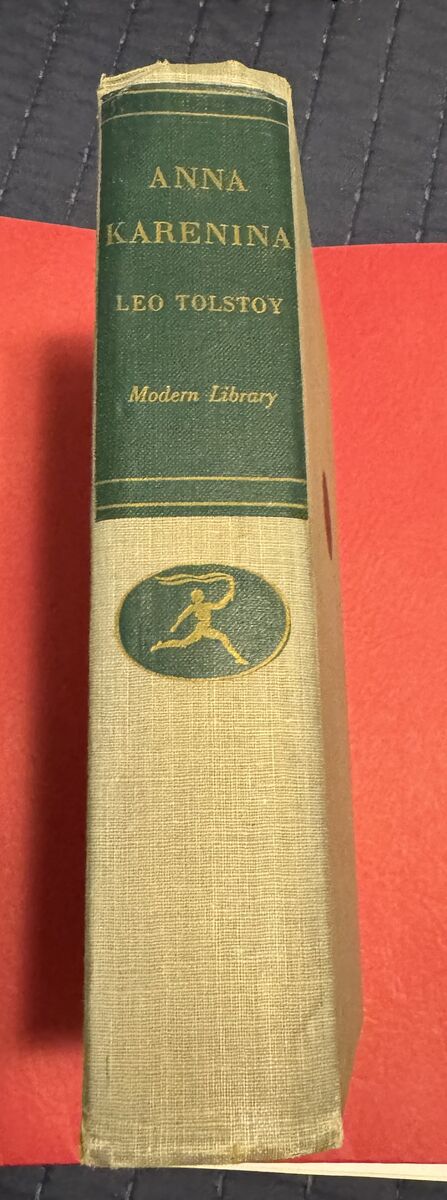 ANNA
KARENINA
LEO TOLSTOY
Modern Library